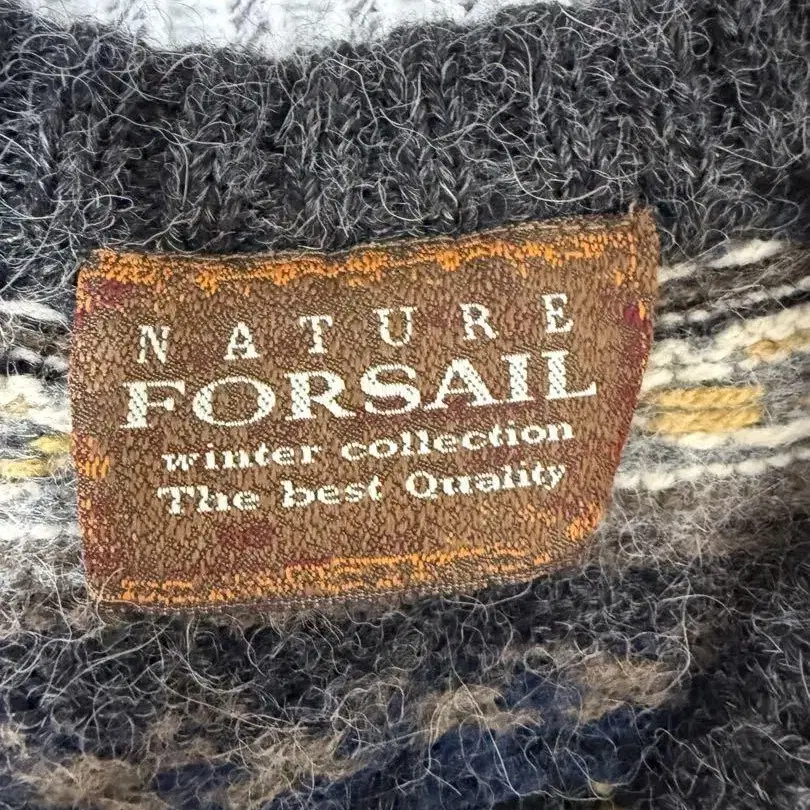 NATURE
FORSAIL
winter collection
The best Quality